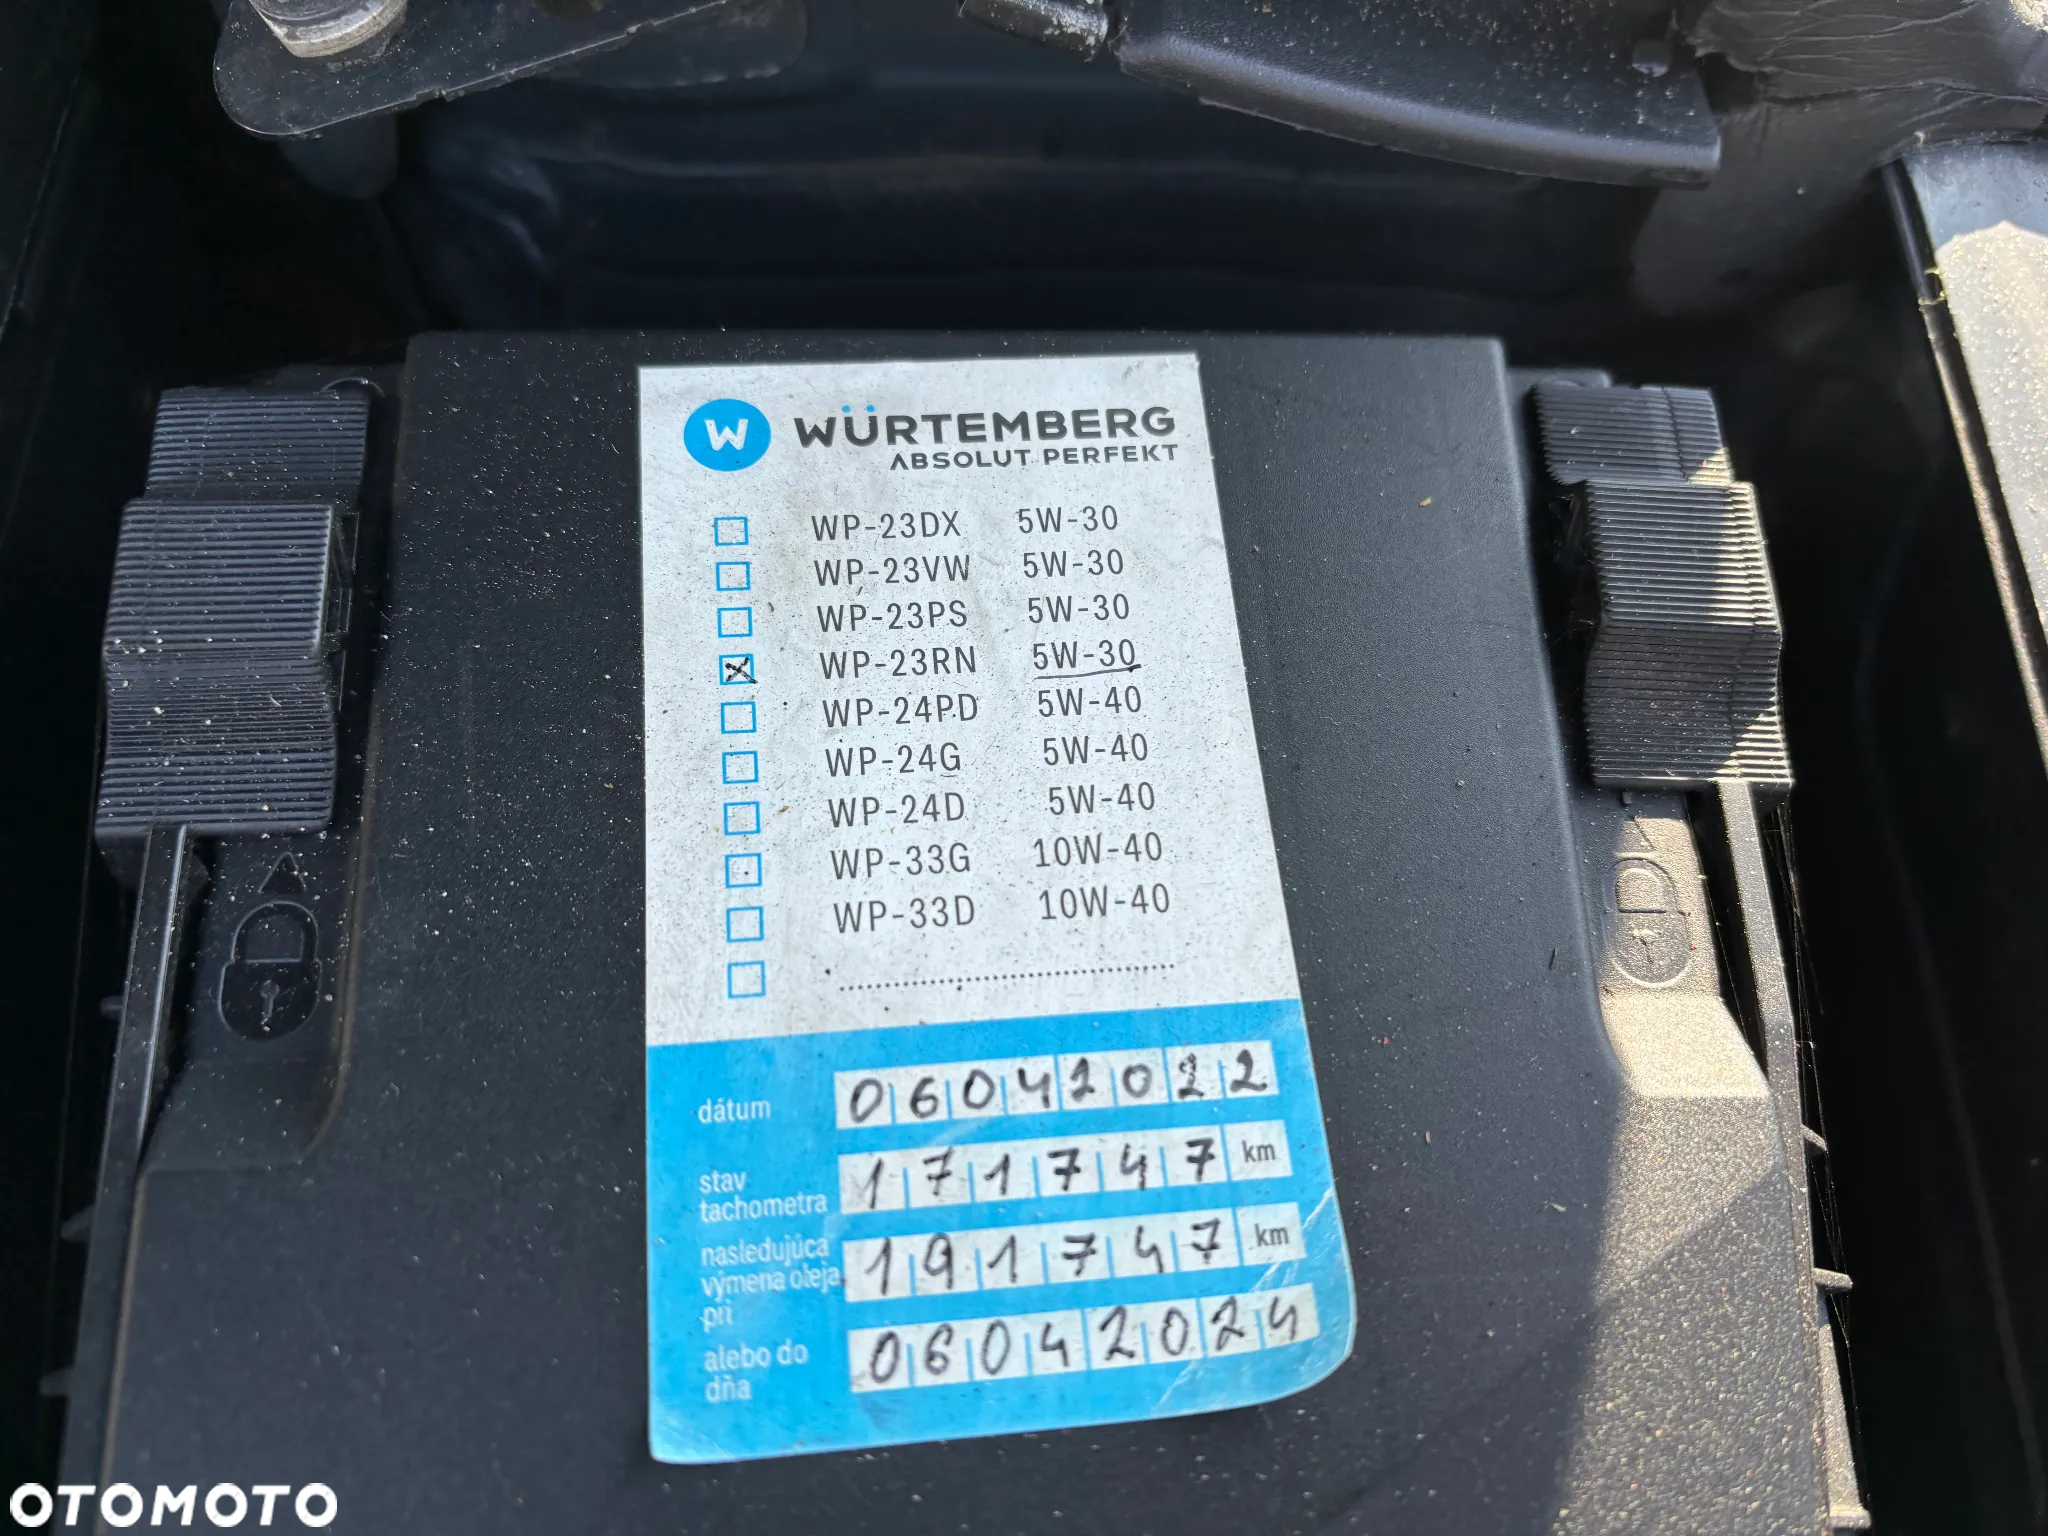 W WÜRTEMBERG
ABSOLUT PERFEKT
WP-23DX 5W-30
WP-23VW 5W-30
WP-23PS 5W-30
WP-23RN 5W-30
WP-24PD 5W-40
WP-24G 5W-40
WP-24D 5W-40
WP-33G 10W-40
WP-33D 10W-40
dátum 06042022
stav
tachometra 171747 km
nasledujúca
výmena oleja
pri 191747 km
alebo do
dňa 06042024
OTOMOTO